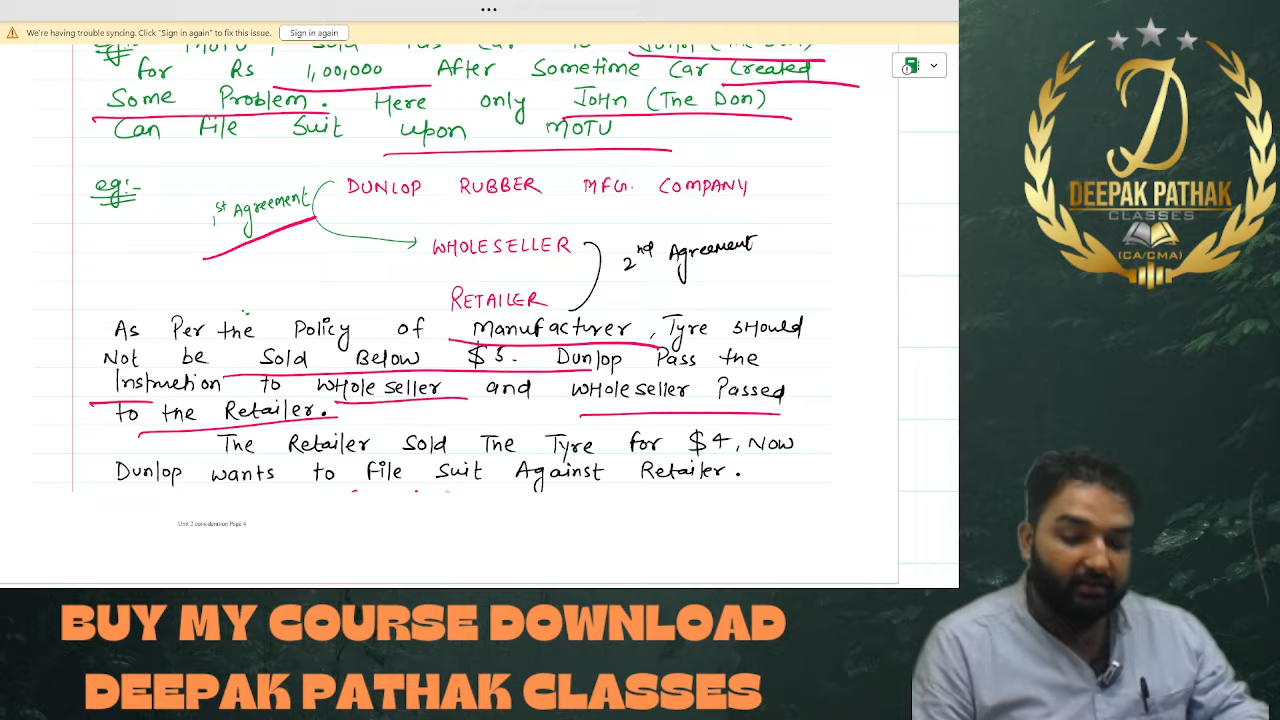 •••
We're having trouble syncing. Click "Sign in again" to fix this issue. Sign in again
for Rs 1,00,000 After Sometime Car Created
Some Problem. Here only JOHN (The Don)
Can File Suit upon MOTU
eg:- 1st Agreement DUNLOP RUBBER MFG. COMPANY
WHOLESELLER 2nd Agreement
RETAILER
As Per the Policy of Manufacturer, Tyre should
Not be Sold Below $5. Dunlop Pass the
Instruction to Wholeseller and Wholeseller Passed
to the Retailer.
The Retailer Sold The Tyre for $4, Now
Dunlop wants to File Suit Against Retailer.
Unit 2 consideration Page 4
D
DEEPAK PATHAK
CLASSES
(CA/CMA)
BUY MY COURSE DOWNLOAD
DEEPAK PATHAK CLASSES